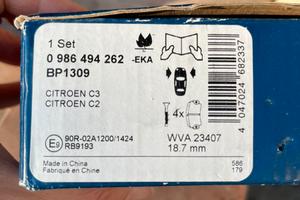 1 Set
0 986 494 262 -EKA
BP1309
CITROEN C3
CITROEN C2
4x
E9 90R-02A1200/1424
RB9193
WVA 23407
18.7 mm
Made in China
Fabriqué en Chine
586
179
4 047024 682337